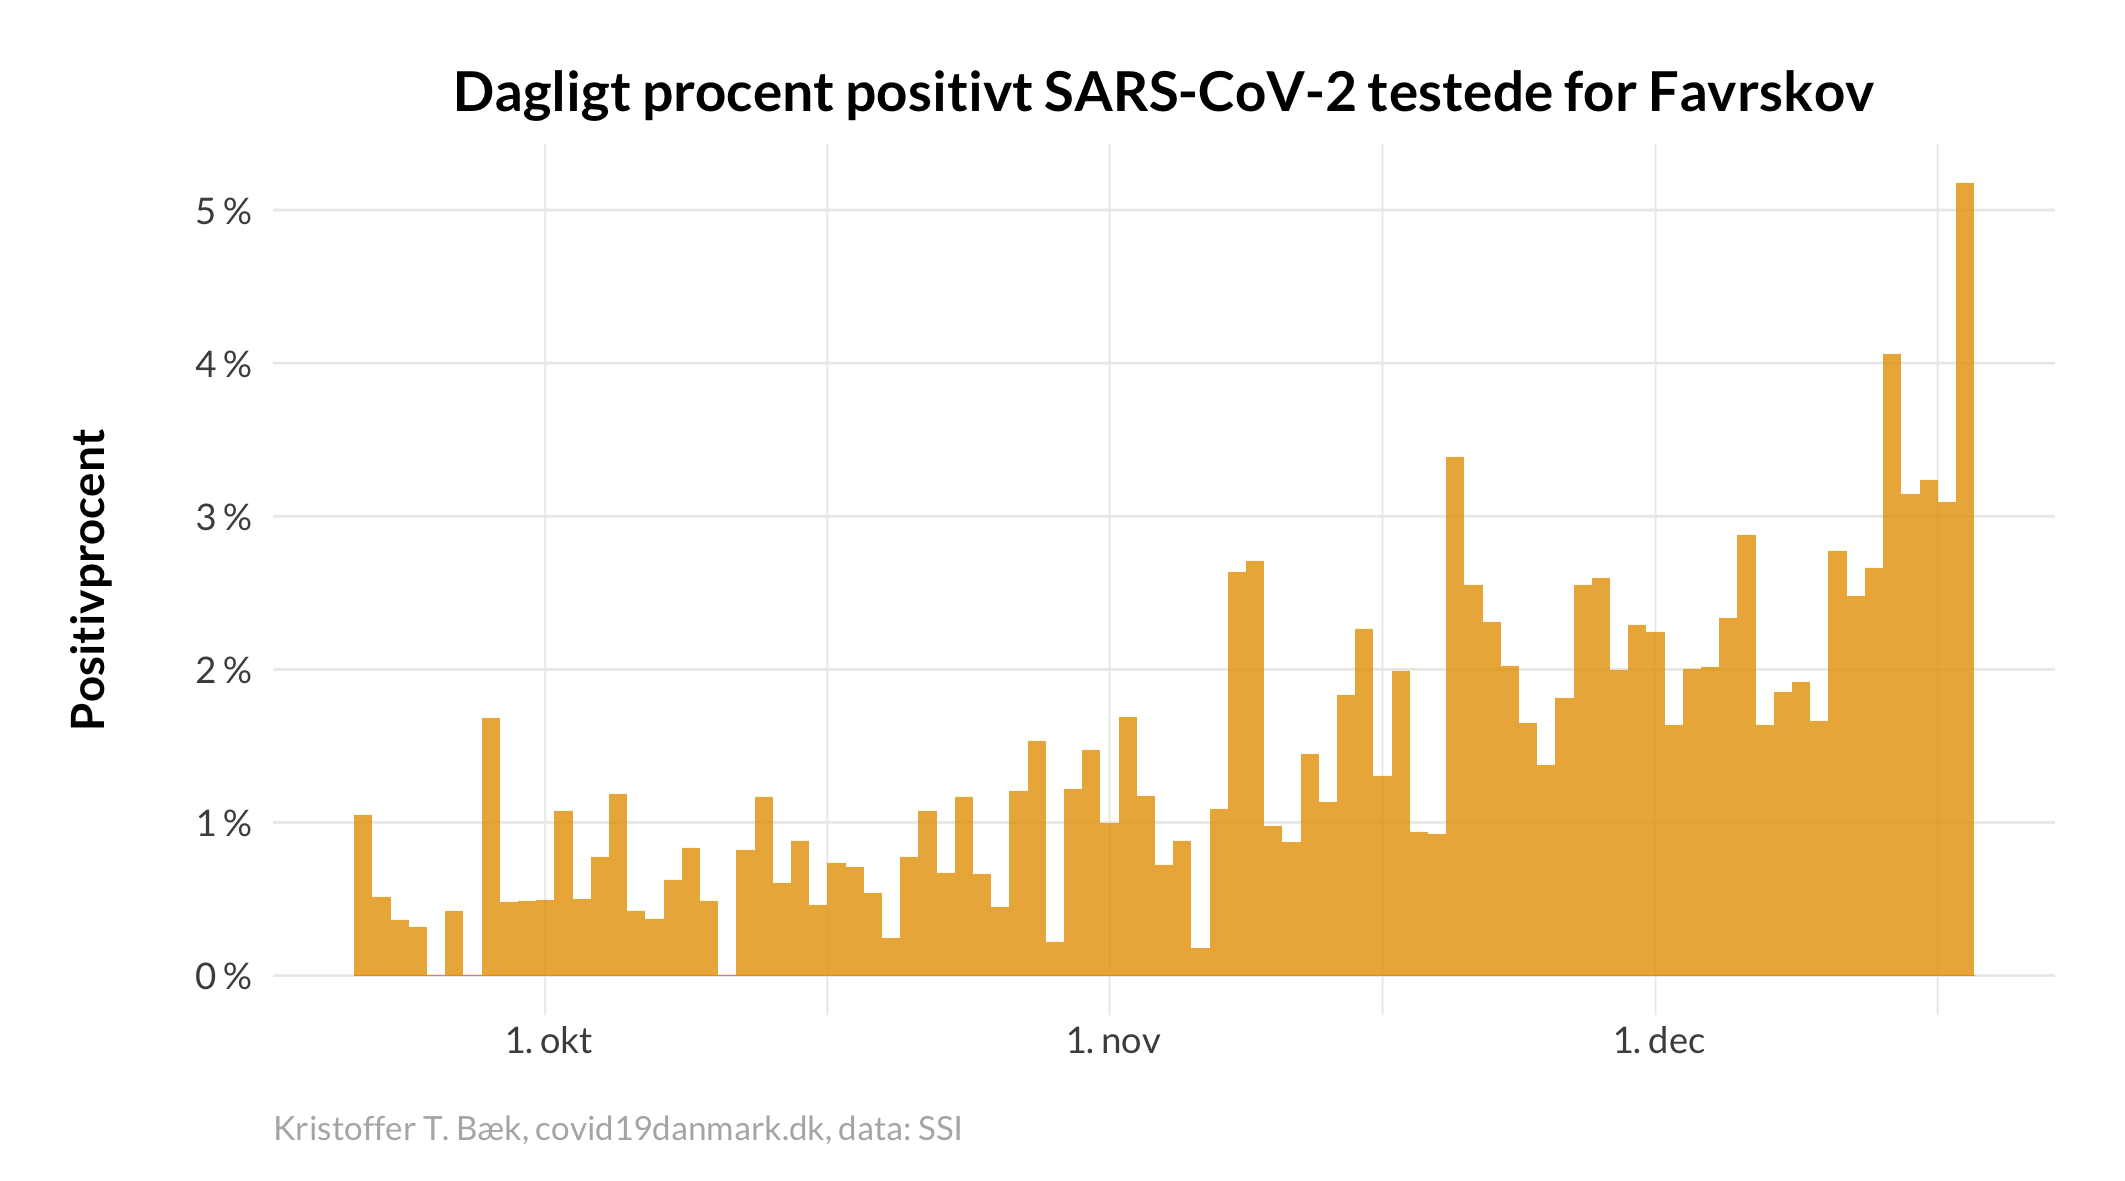 Dagligt procent positivt SARS-CoV-2 testede for Favrskov
Positivprocent
5 %
4 %
3 %
2 %
1 %
0 %
1. okt
1. nov
1. dec
Kristoffer T. Bæk, covid19danmark.dk, data: SSI